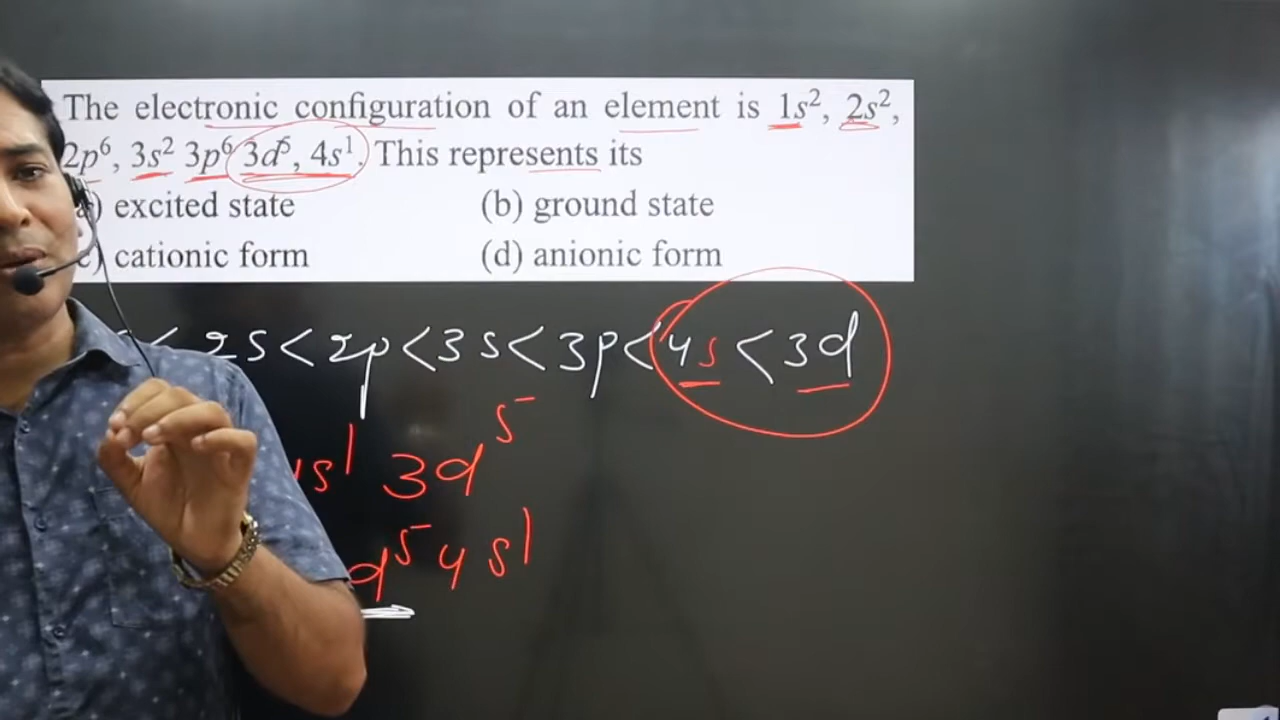 The electronic configuration of an element is 1s², 2s²,
2p⁶, 3s² 3p⁶ 3d⁵, 4s¹. This represents its
) excited state (b) ground state
) cationic form (d) anionic form
< 2s < 2p < 3s < 3p < 4s < 3d
s¹ 3d⁵
d⁵ 4s¹